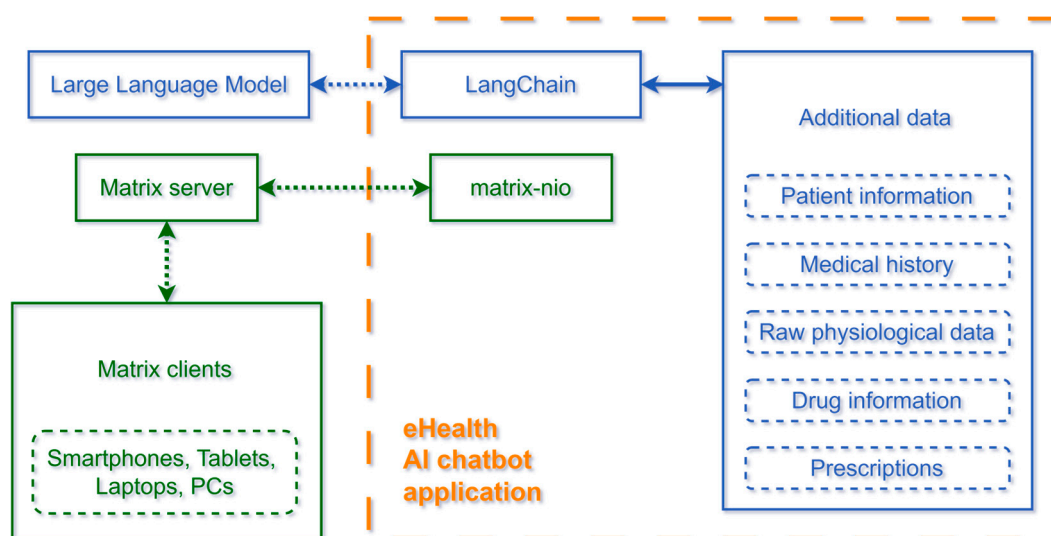 Large Language Model
LangChain
Additional data
Matrix server
matrix-nio
Patient information
Medical history
Raw physiological data
Drug information
Prescriptions
Matrix clients
Smartphones, Tablets,
Laptops, PCs
eHealth
AI chatbot
application